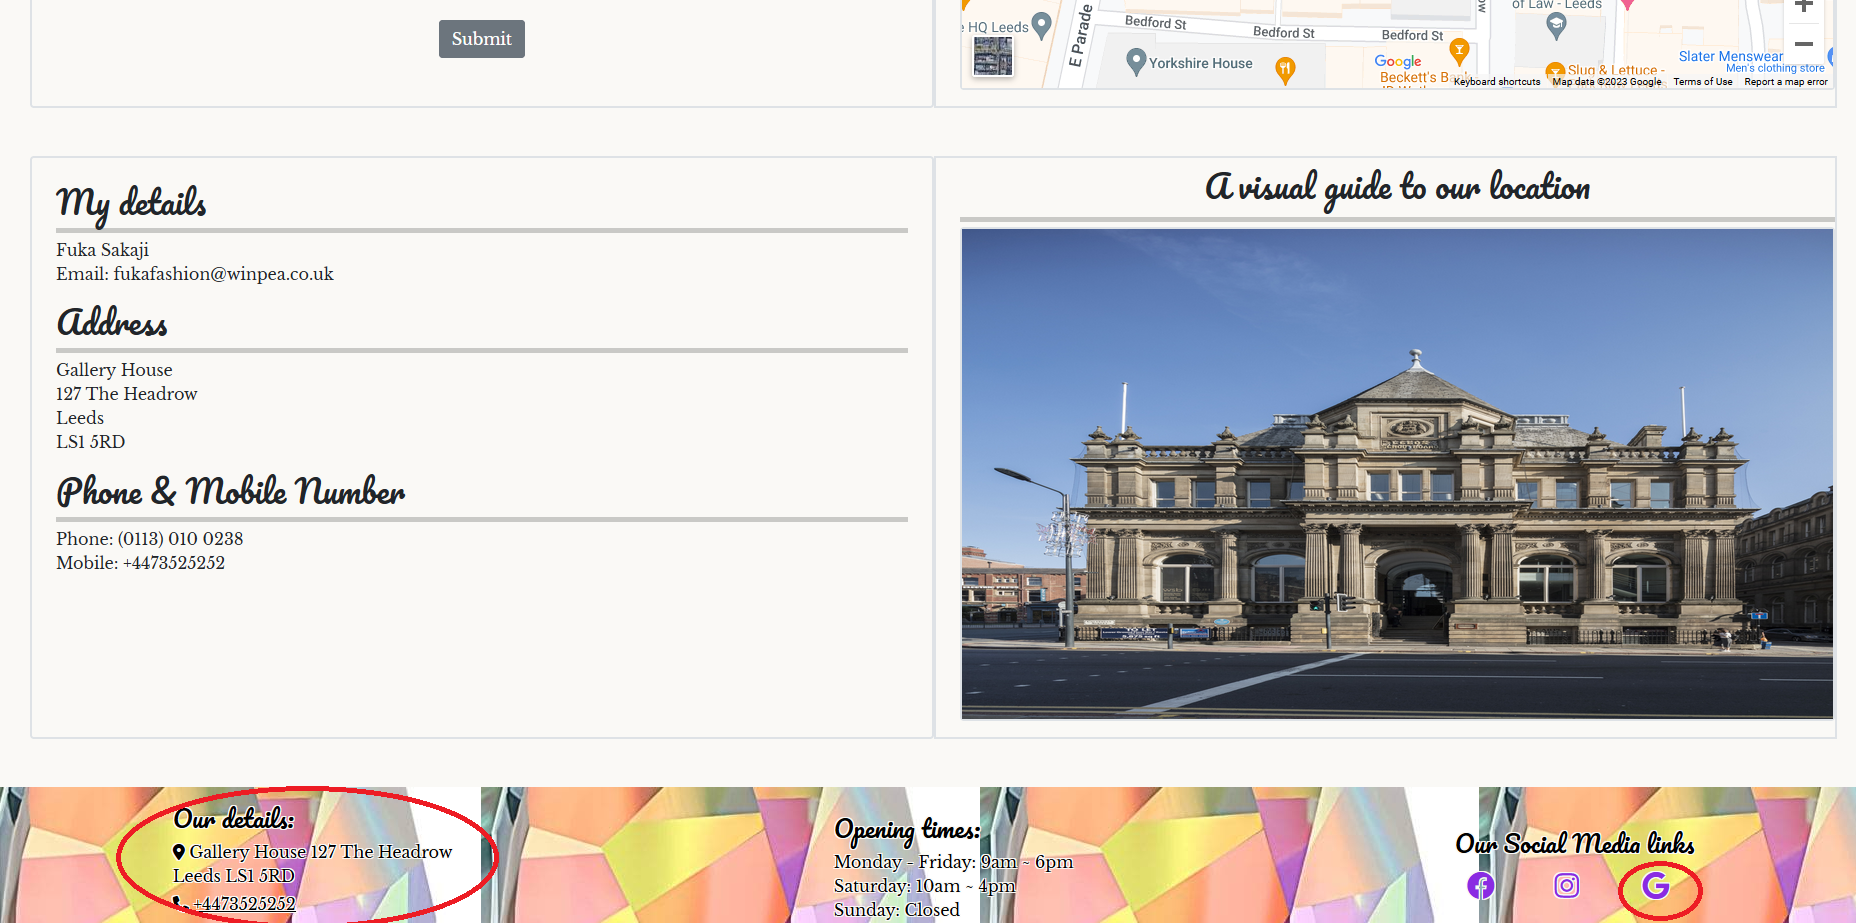 Submit
of Law - Leeds
HQ Leeds
E Parade
Bedford St
Bedford St
Bedford St
Yorkshire House
Google
Beckett's Ba
Slater Menswear
Men's clothing store
Slug & Lettuce -
Keyboard shortcuts
Map data ©2023 Google
Terms of Use
Report a map error
My details
Fuka Sakaji
Email: fukafashion@winpea.co.uk
Address
Gallery House
127 The Headrow
Leeds
LS1 5RD
Phone & Mobile Number
Phone: (0113) 010 0238
Mobile: +4473525252
A visual guide to our location
TO LET
Our details:
Gallery House 127 The Headrow
Leeds LS1 5RD
+4473525252
Opening times:
Monday - Friday: 9am ~ 6pm
Saturday: 10am ~ 4pm
Sunday: Closed
Our Social Media links